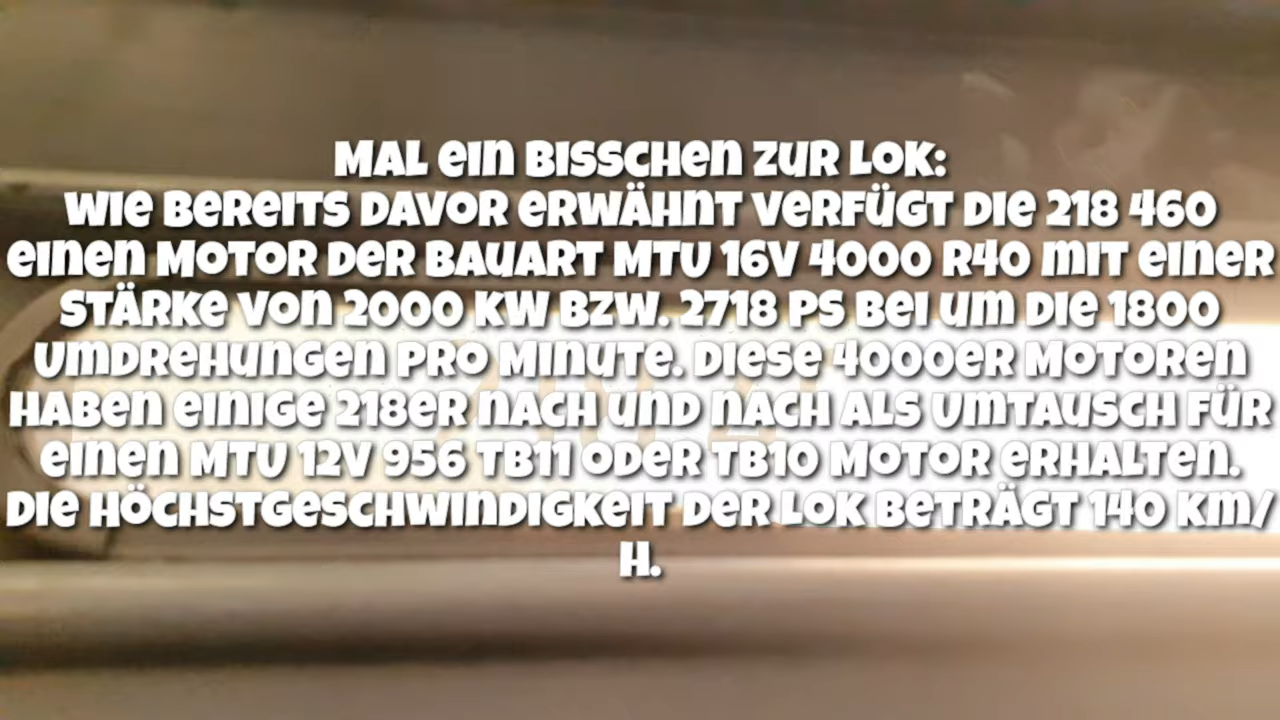 Mal ein bisschen zur Lok:
Wie bereits davor erwähnt verfügt die 218 460
einen Motor der Bauart MTU 16V 4000 R40 mit einer
Stärke von 2000 KW bzw. 2718 PS bei um die 1800
Umdrehungen pro Minute. Diese 4000er Motoren
haben einige 218er nach und nach als Umtausch für
einen MTU 12V 956 TB11 oder TB10 Motor erhalten.
Die Höchstgeschwindigkeit der Lok beträgt 140 km/
h.